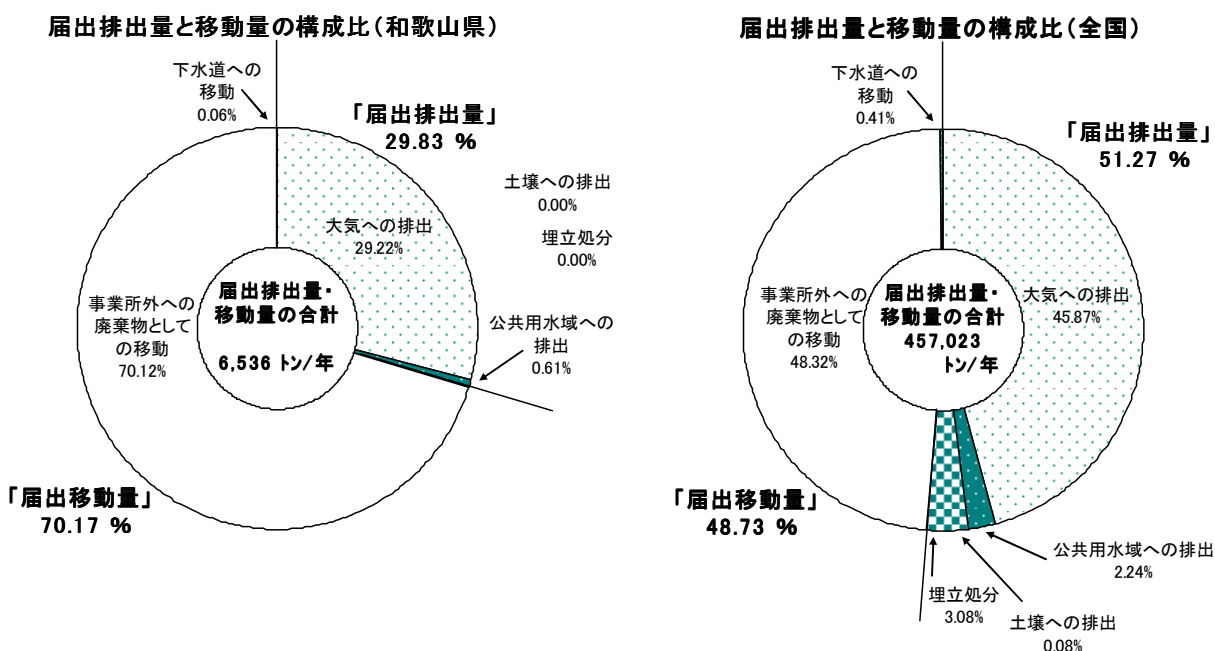 届出排出量と移動量の構成比（和歌山県）
下水道への
移動
0.06%
「届出排出量」
29.83 %
土壌への排出
0.00%
大気への排出
29.22%
埋立処分
0.00%
届出排出量・
移動量の合計
6,536 トン/年
事業所外への
廃棄物として
の移動
70.12%
公共用水域への
排出
0.61%
「届出移動量」
70.17 %
届出排出量と移動量の構成比（全国）
下水道への
移動
0.41%
「届出排出量」
51.27 %
事業所外への
廃棄物として
の移動
48.32%
届出排出量・
移動量の合計
457,023
トン/年
大気への排出
45.87%
「届出移動量」
48.73 %
公共用水域への排出
2.24%
埋立処分
3.08%
土壌への排出
0.08%